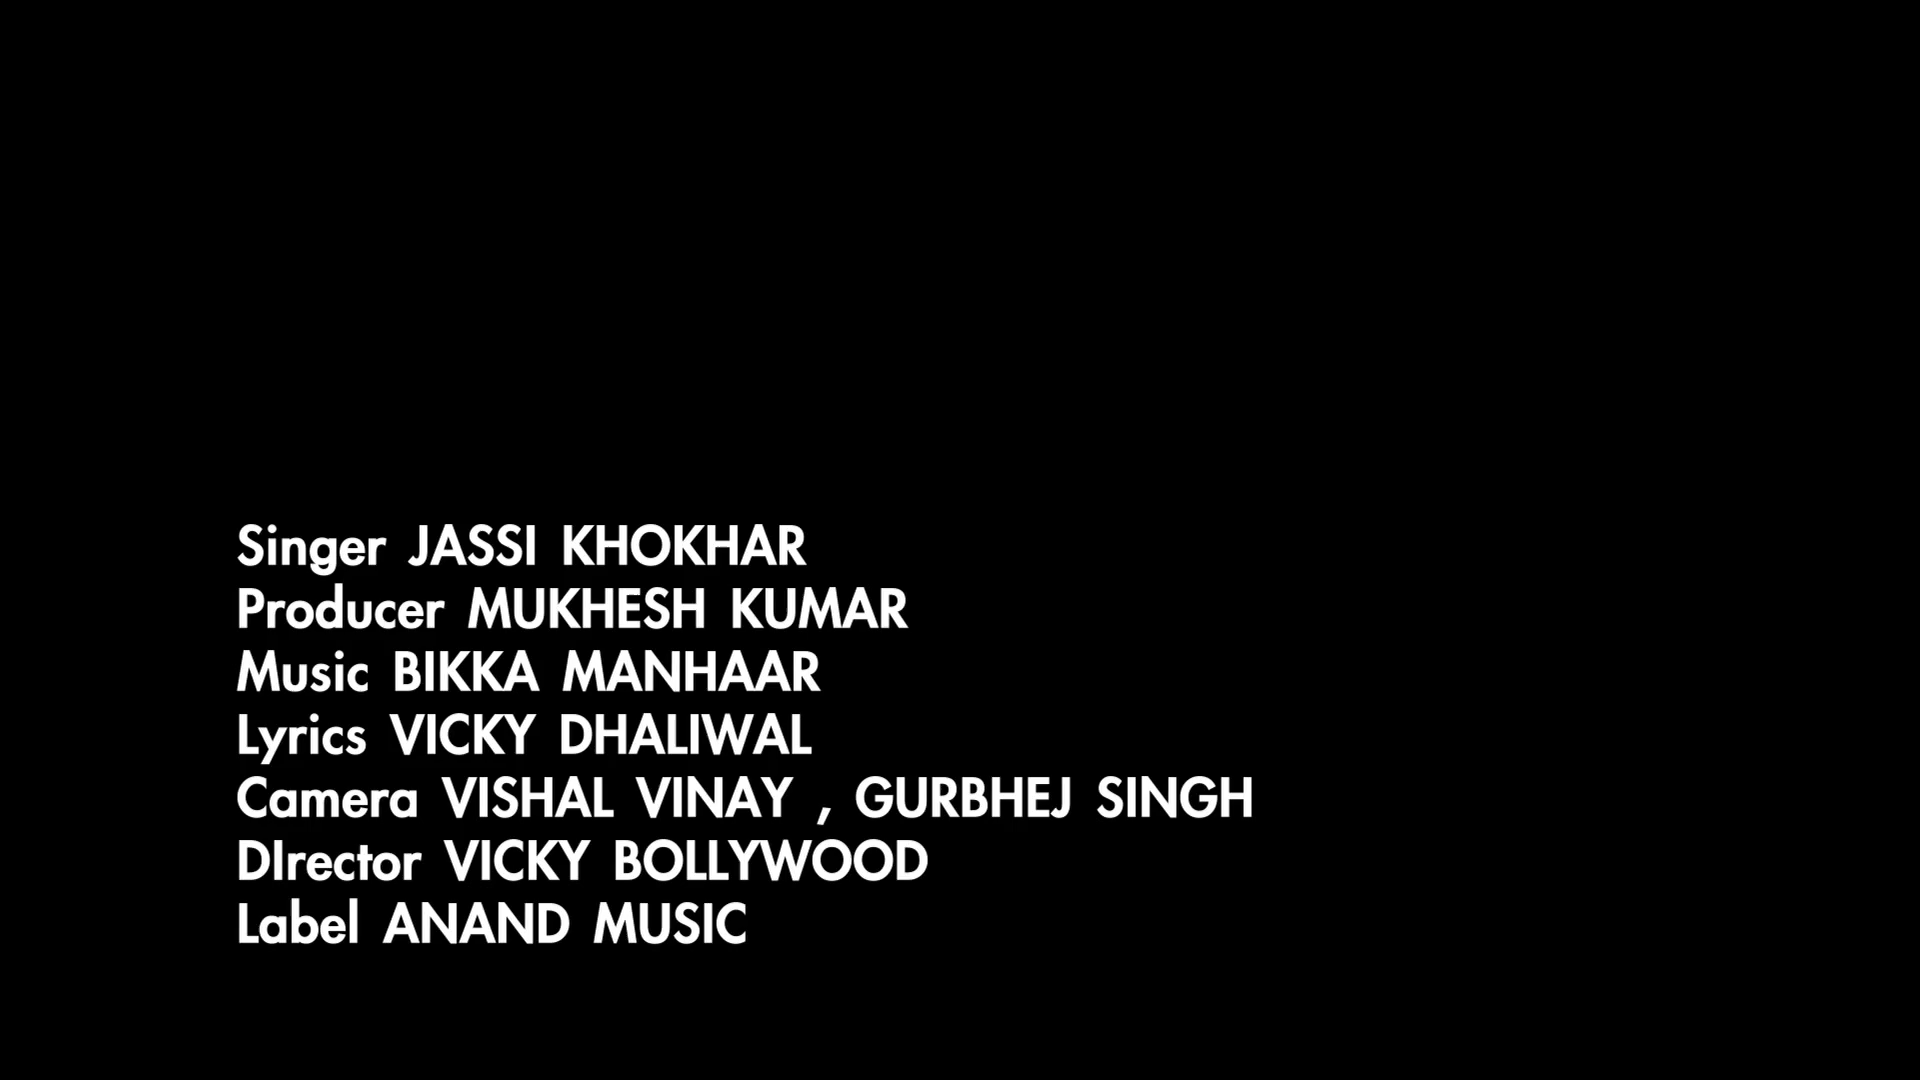 Singer JASSI KHOKHAR
Producer MUKHESH KUMAR
Music BIKKA MANHAAR
Lyrics VICKY DHALIWAL
Camera VISHAL VINAY , GURBHEJ SINGH
DIrector VICKY BOLLYWOOD
Label ANAND MUSIC